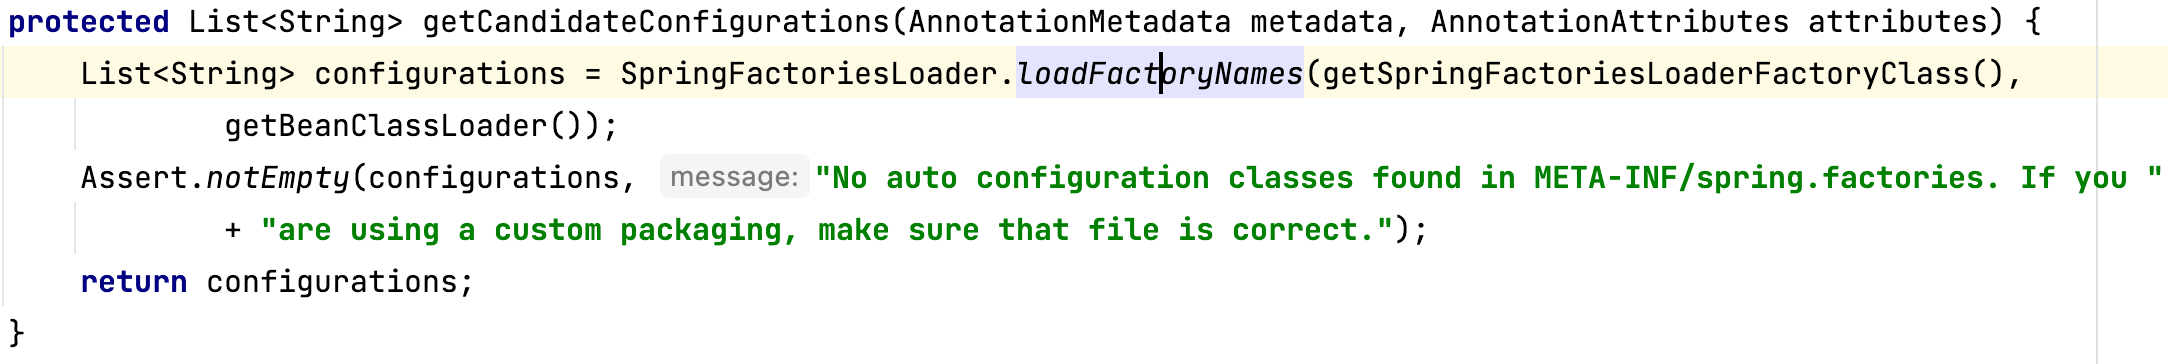 protected List<String> getCandidateConfigurations(AnnotationMetadata metadata, AnnotationAttributes attributes) {
    List<String> configurations = SpringFactoriesLoader.loadFactoryNames(getSpringFactoriesLoaderFactoryClass(),
            getBeanClassLoader());
    Assert.notEmpty(configurations, message: "No auto configuration classes found in META-INF/spring.factories. If you "
            + "are using a custom packaging, make sure that file is correct.");
    return configurations;
}